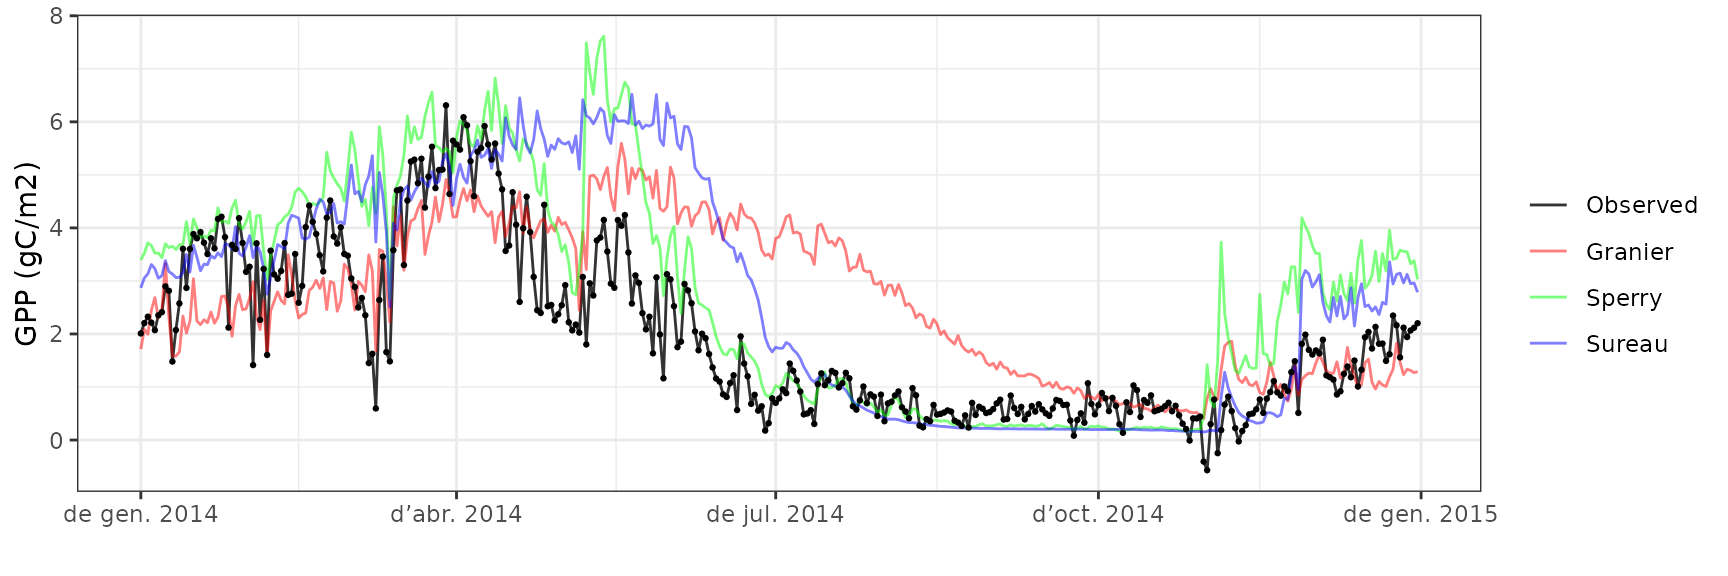 GPP (gC/m2)
8
6
4
2
0
de gen. 2014
d’abr. 2014
de jul. 2014
d’oct. 2014
de gen. 2015
Observed
Granier
Sperry
Sureau